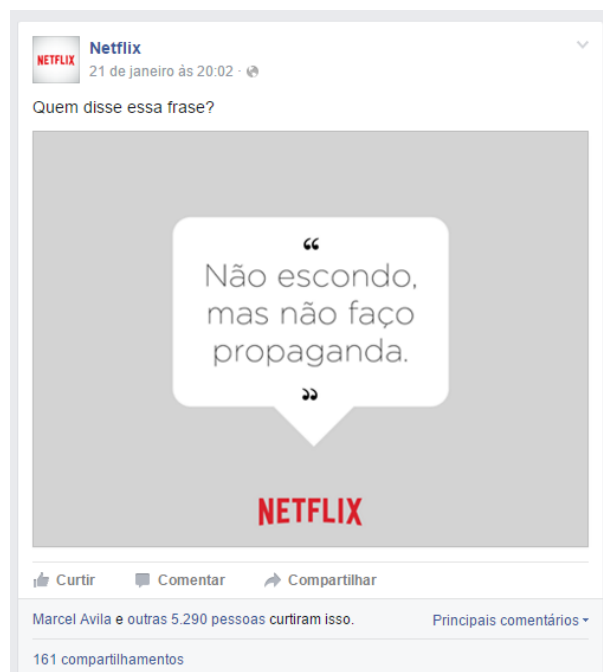 NETFLIX
Netflix
21 de janeiro às 20:02 ·
Quem disse essa frase?
“
Não escondo,
mas não faço
propaganda.
”
NETFLIX
Curtir Comentar Compartilhar
Marcel Avila e outras 5.290 pessoas curtiram isso. Principais comentários
161 compartilhamentos